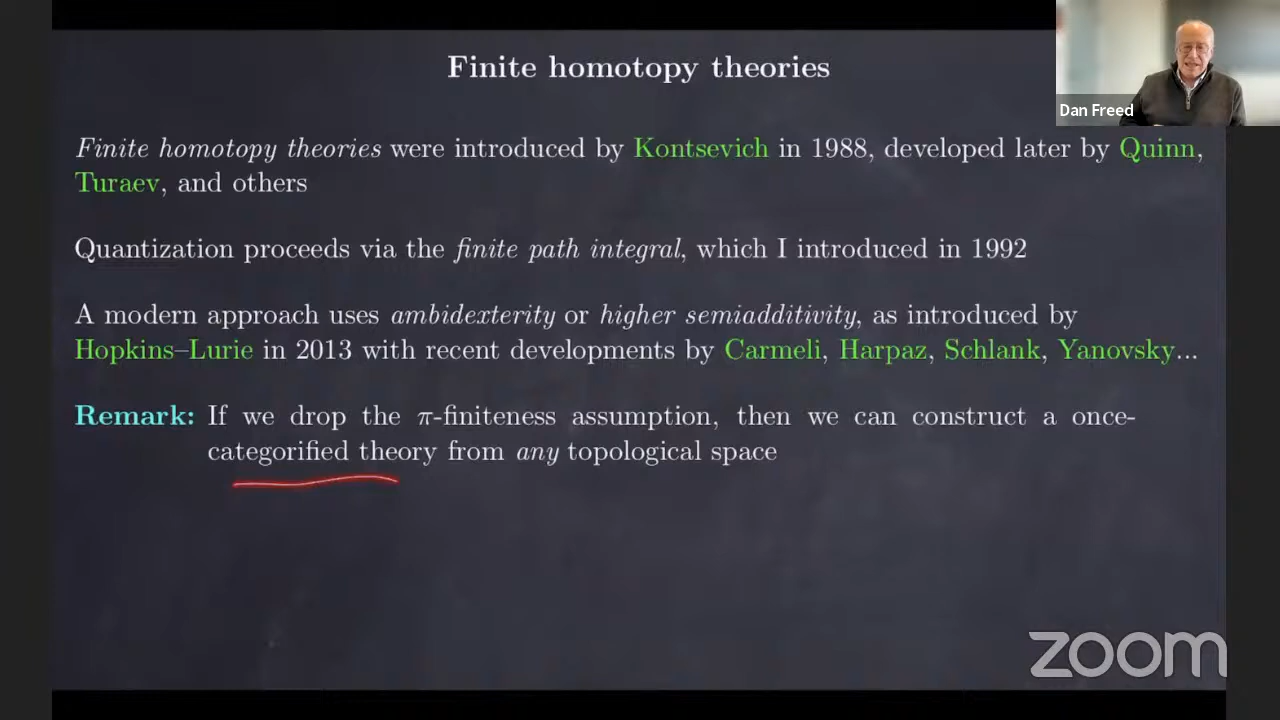 Finite homotopy theories
Dan Freed
Finite homotopy theories were introduced by Kontsevich in 1988, developed later by Quinn,
Turaev, and others
Quantization proceeds via the finite path integral, which I introduced in 1992
A modern approach uses ambidexterity or higher semiadditivity, as introduced by
Hopkins–Lurie in 2013 with recent developments by Carmeli, Harpaz, Schlank, Yanovsky...
Remark: If we drop the π-finiteness assumption, then we can construct a once-
categorified theory from any topological space
zoom